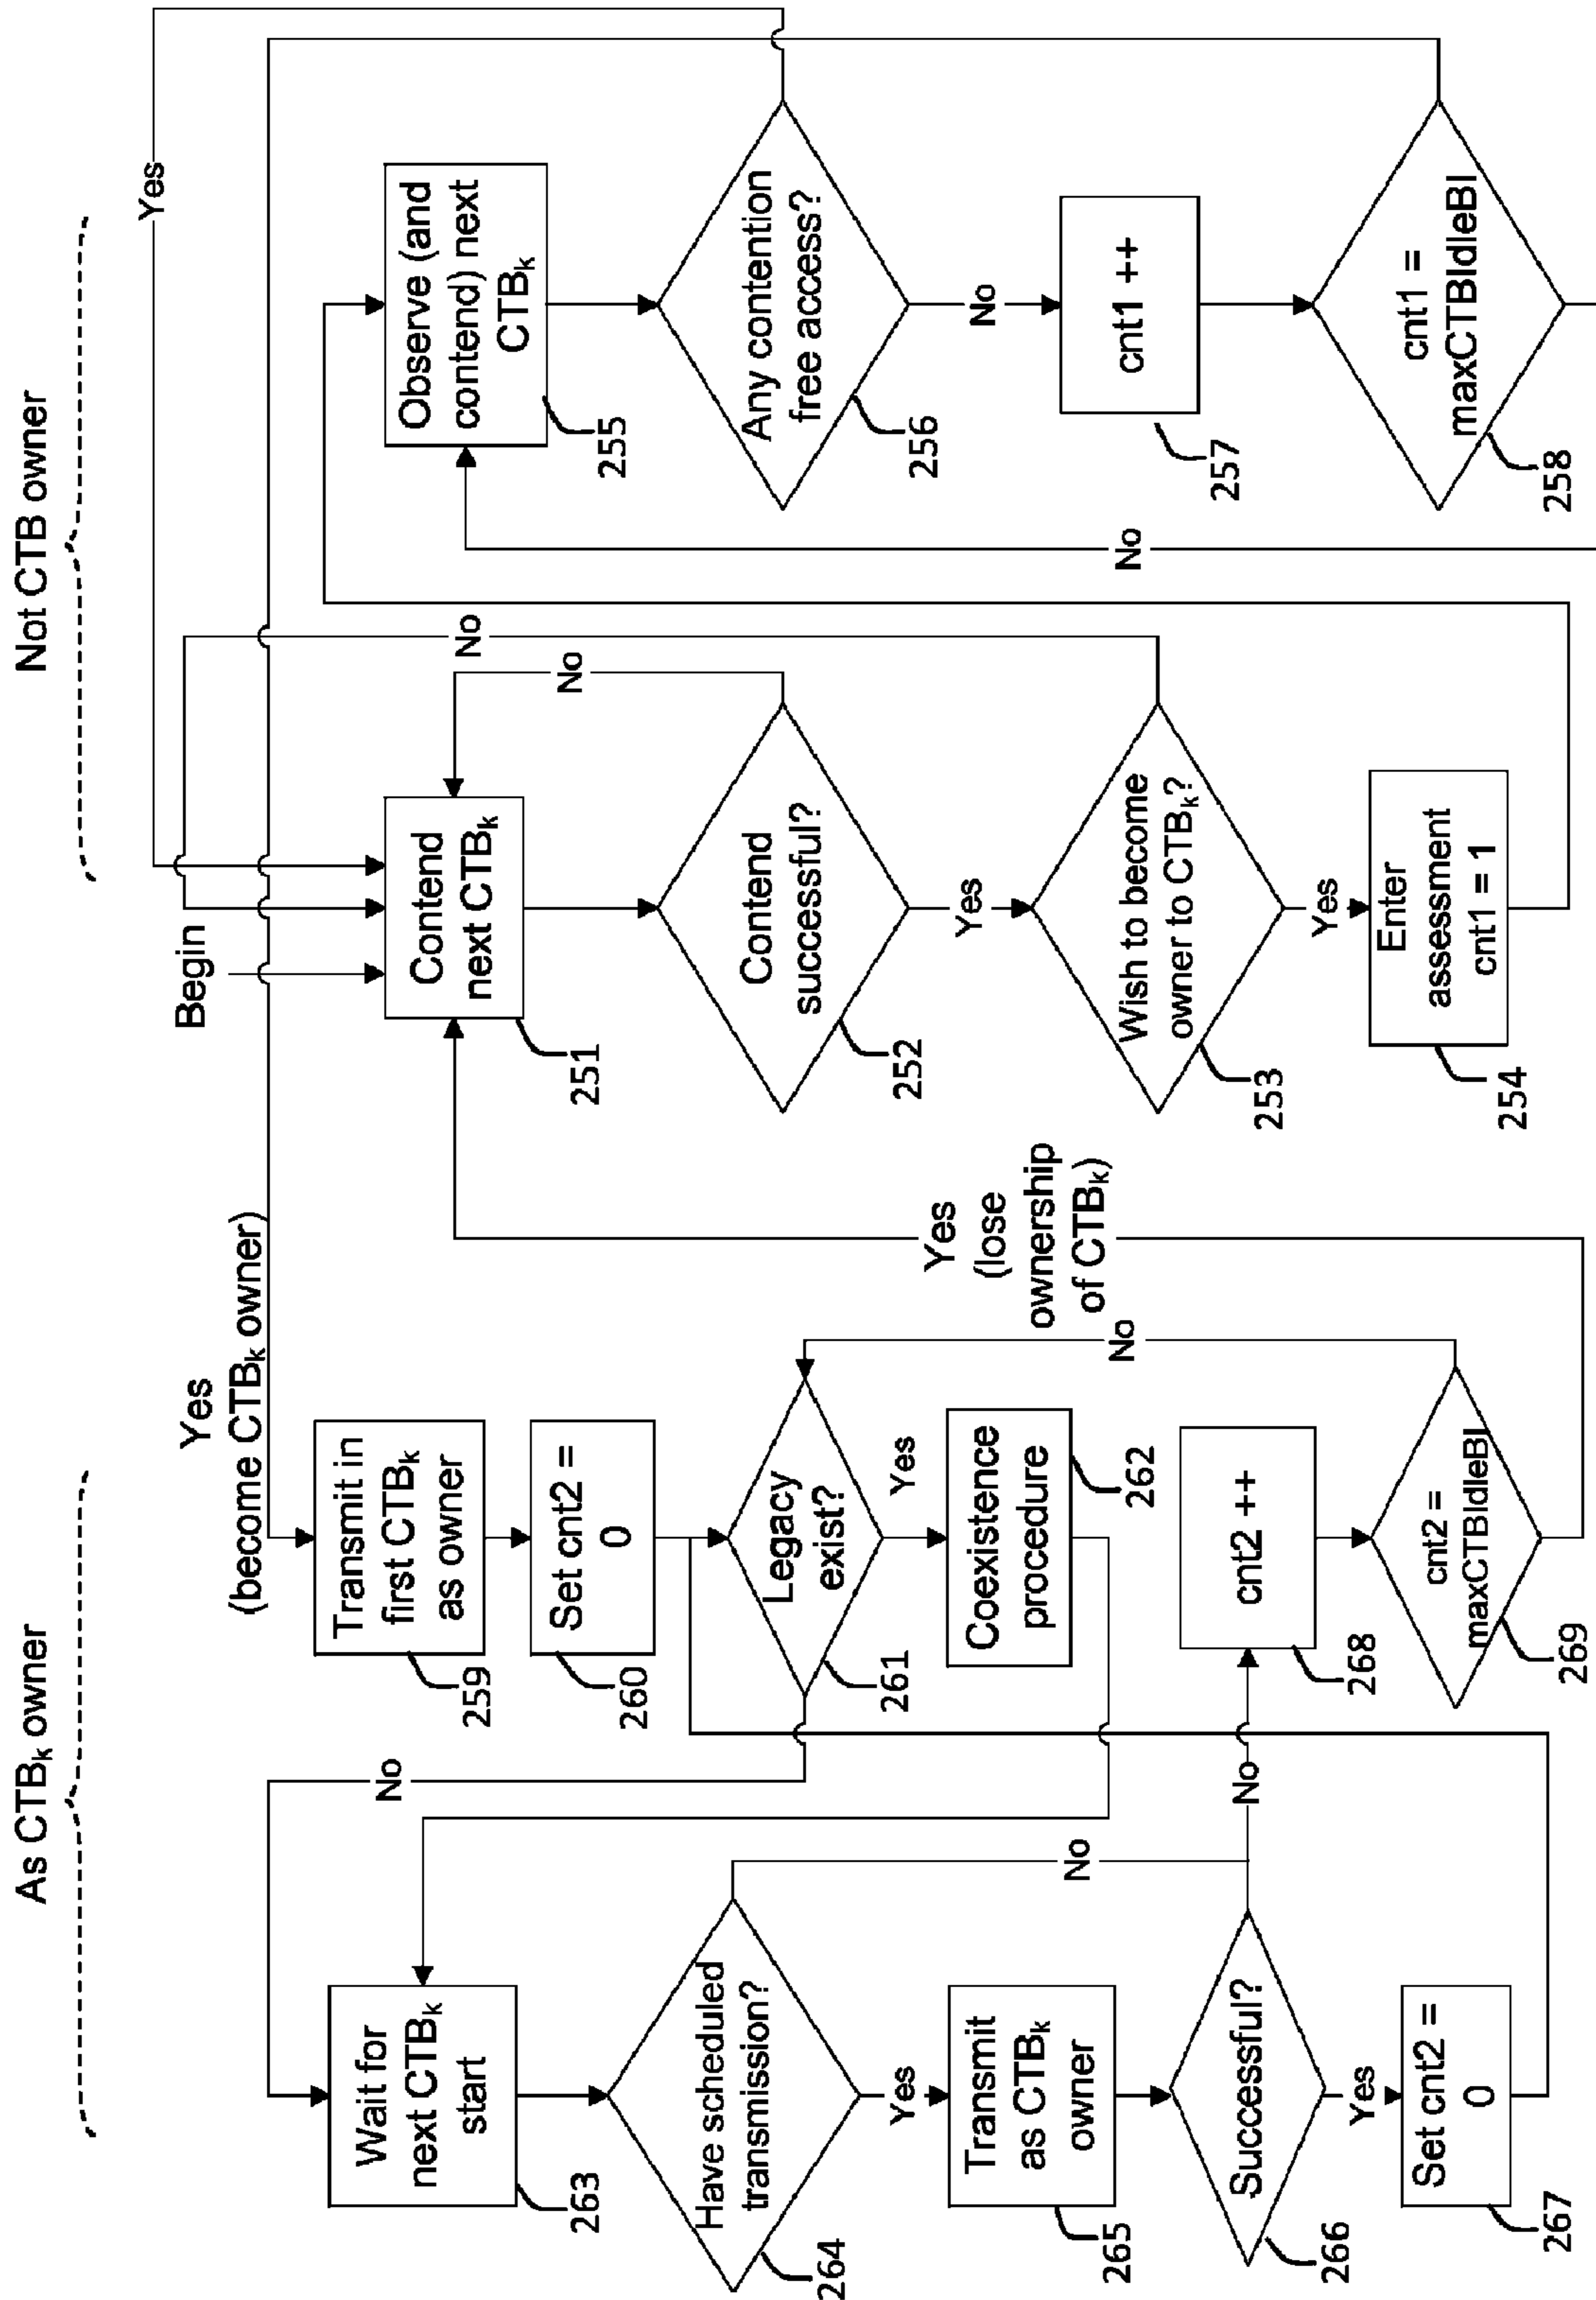 As CTBk owner
Not CTB owner
Wait for
next CTBk
start
263
Have scheduled
transmission?
264
Yes
No
Transmit
as CTBk
owner
265
Successful?
266
No
Yes
Set cnt2 =
0
267
Yes
(become CTBk owner)
Transmit in
first CTBk
as owner
259
Set cnt2 =
0
260
Legacy
exist?
261
No
Yes
Coexistence
procedure
262
cnt2 ++
268
cnt2 =
maxCTBIdleBI
269
No
Yes
(lose
ownership
of CTBk)
Begin
Contend
next CTBk
251
Contend
successful?
252
No
Yes
Wish to become
owner to CTBk?
253
No
Yes
Enter
assessment
cnt1 = 1
254
Observe (and
contend) next
CTBk
255
Any contention
free access?
256
Yes
No
cnt1 ++
257
cnt1 =
maxCTBIdleBI
258
No